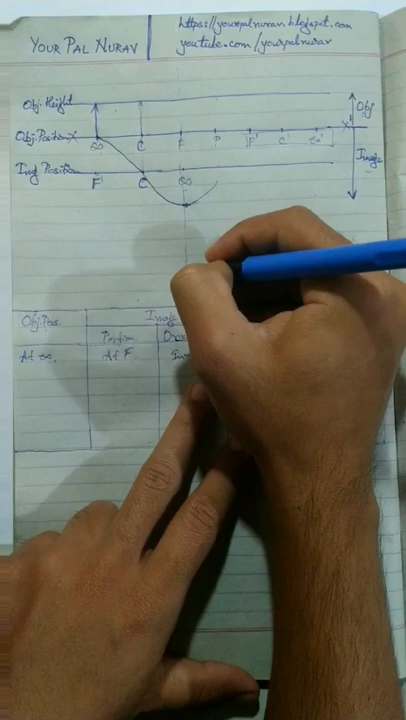 YOUR PAL NURAV
https://yourpalnurav.blogspot.com
youtube.com/yourpalnurav
Obj. Height
Obj. Position X ∞ C F P F' C' ∞' X'
Img Position F C ∞
Obj
Image
Obj. Pos. Image
Position
At ∞. At F.